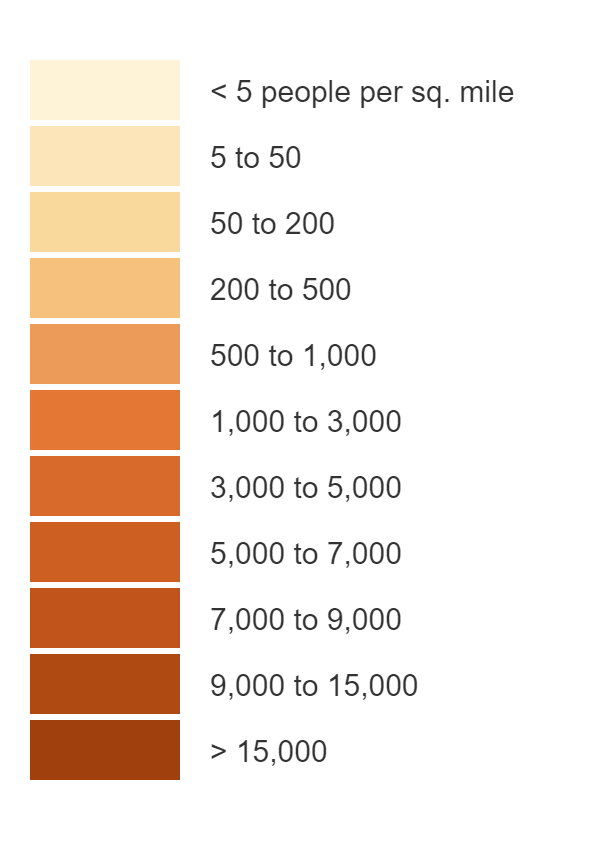 < 5 people per sq. mile
5 to 50
50 to 200
200 to 500
500 to 1,000
1,000 to 3,000
3,000 to 5,000
5,000 to 7,000
7,000 to 9,000
9,000 to 15,000
> 15,000